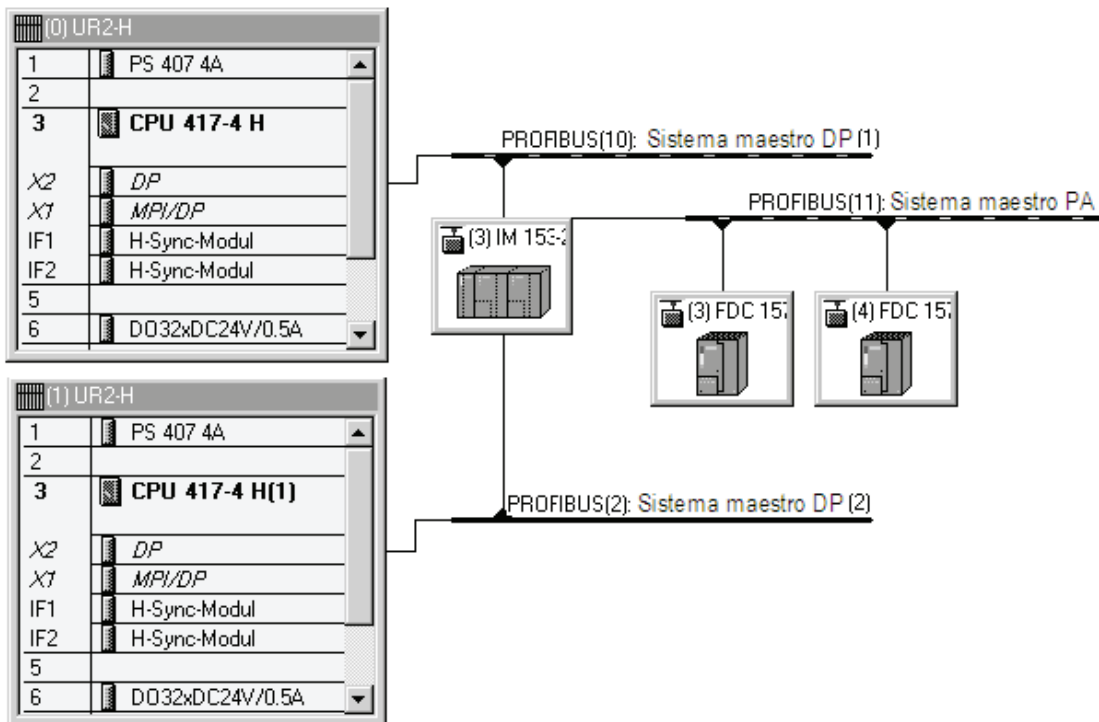 (0) UR2-H
1 PS 407 4A
2
3 CPU 417-4 H
X2 DP
X1 MPI/DP
IF1 H-Sync-Modul
IF2 H-Sync-Modul
5
6 DO32xDC24V/0.5A
PROFIBUS(10): Sistema maestro DP (1)
PROFIBUS(11): Sistema maestro PA
(3) IM 153-2
(3) FDC 157
(4) FDC 157
(1) UR2-H
1 PS 407 4A
2
3 CPU 417-4 H(1)
X2 DP
X1 MPI/DP
IF1 H-Sync-Modul
IF2 H-Sync-Modul
5
6 DO32xDC24V/0.5A
PROFIBUS(2): Sistema maestro DP (2)